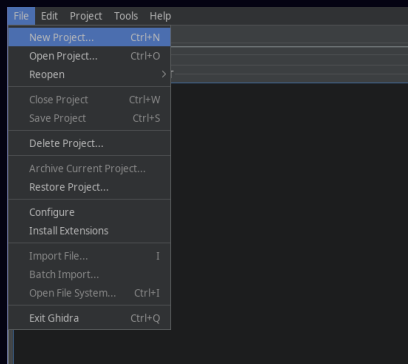 File Edit Project Tools Help
New Project... Ctrl+N
Open Project... Ctrl+O
Reopen
Close Project Ctrl+W
Save Project Ctrl+S
Delete Project...
Archive Current Project...
Restore Project...
Configure
Install Extensions
Import File... I
Batch Import...
Open File System... Ctrl+I
Exit Ghidra Ctrl+Q